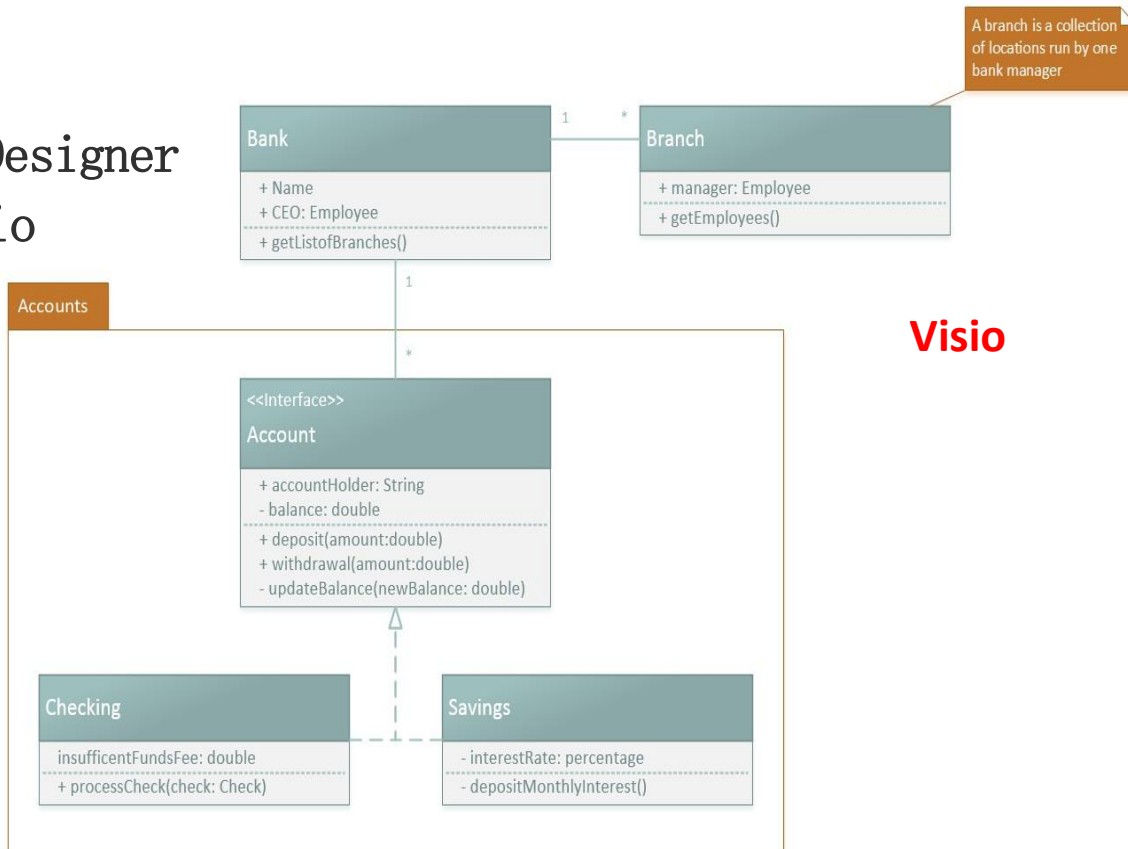 A branch is a collection
of locations run by one
bank manager
Designer
Bank
1
*
Branch
+ Name
+ CEO: Employee
+ getListofBranches()
+ manager: Employee
+ getEmployees()
1
Accounts
Visio
*
<<Interface>>
Account
+ accountHolder: String
- balance: double
+ deposit(amount:double)
+ withdrawal(amount:double)
- updateBalance(newBalance: double)
Checking
insufficentFundsFee: double
+ processCheck(check: Check)
Savings
- interestRate: percentage
- depositMonthlyInterest()